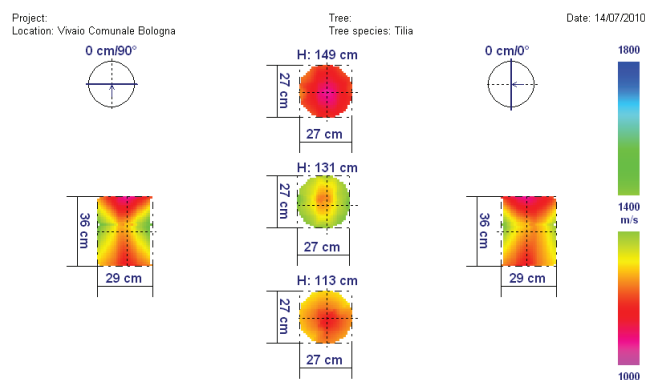 Project:
Tree:
Date: 14/07/2010
Location: Vivaio Comunale Bologna
Tree species: Tilia
0 cm/90°
H: 149 cm
0 cm/0°
1800
27 cm
27 cm
H: 131 cm
27 cm
27 cm
36 cm
29 cm
36 cm
29 cm
1400
m/s
H: 113 cm
27 cm
27 cm
1000